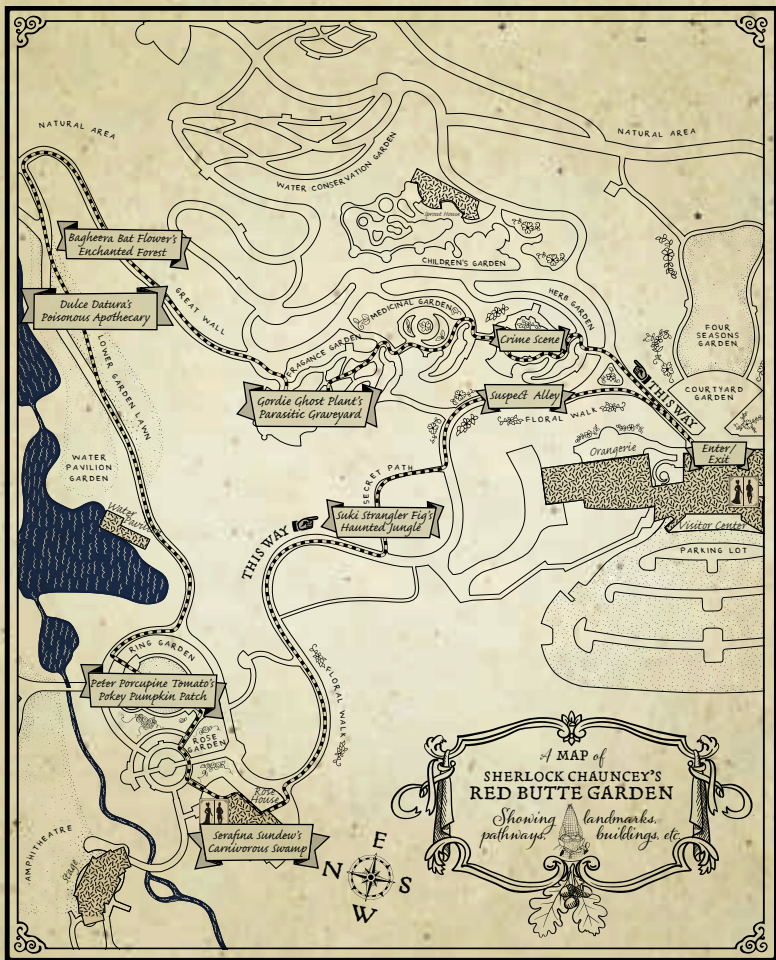 NATURAL AREA
NATURAL AREA
WATER CONSERVATION GARDEN
Sprout House
CHILDREN'S GARDEN
Bagheera Bat Flower's
Enchanted Forest
Dulce Datura's
Poisonous Apothecary
GREAT WALL
MEDICINAL GARDEN
HERB GARDEN
FRAGRANCE GARDEN
Crime Scene
FOUR
SEASONS
GARDEN
COURTYARD
GARDEN
THIS WAY
LOWER GARDEN LAWN
Gordie Ghost Plant's
Parasitic Graveyard
Suspect Alley
FLORAL WALK
Orangerie
Enter/
Exit
WATER
PAVILION
GARDEN
Water
SECRET PATH
Suki Strangler Fig's
Haunted Jungle
THIS WAY
Visitor Center
PARKING LOT
RING GARDEN
Peter Porcupine Tomato's
Pokey Pumpkin Patch
FLORAL WALK
ROSE
GARDEN
Rose
House
Serafina Sundew's
Carnivorous Swamp
AMPHITHEATRE
Stage
N
E
S
W
A MAP of
SHERLOCK CHAUNCEY'S
RED BUTTE GARDEN
Showing landmarks,
pathways, buildings, etc.